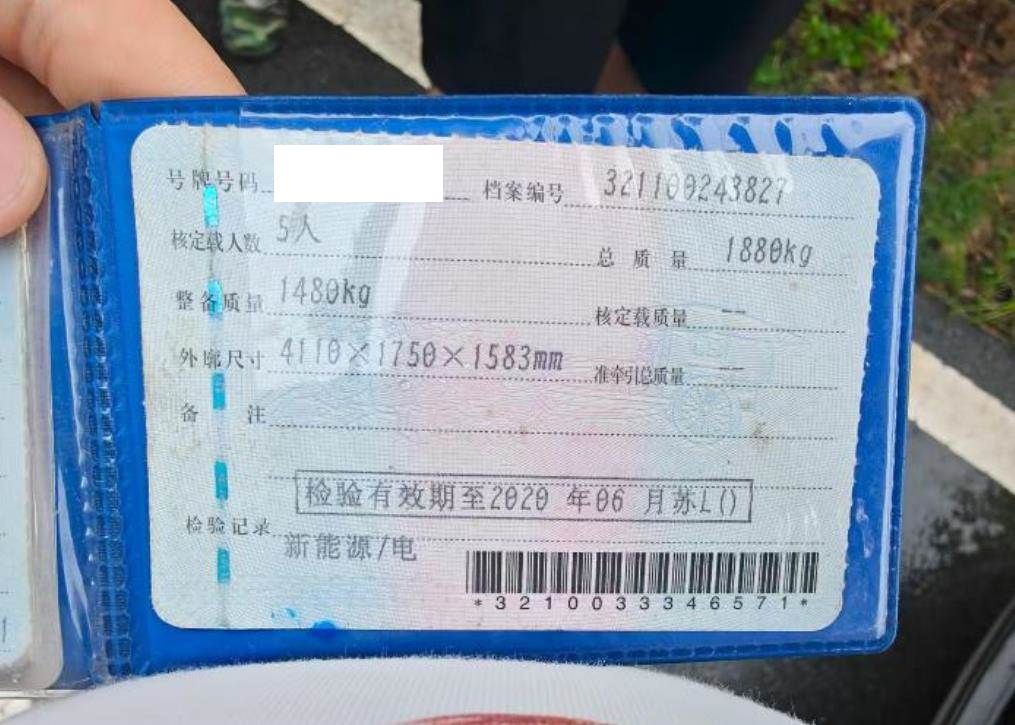 号牌号码 档案编号 321100243827
核定载人数 5人 总质量 1880kg
整备质量 1480kg 核定载质量 --
外廓尺寸 4110×1750×1583mm 准牵引总质量 --
备注
检验有效期至2020年06月苏L()
检验记录
新能源/电
*3210033346571*